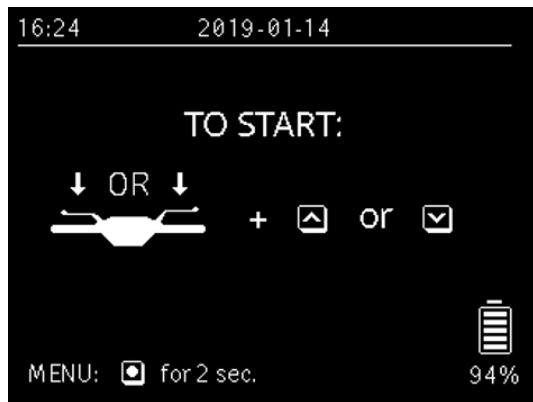 16:24 2019-01-14
TO START:
OR
+ or
MENU: for 2 sec.
94%